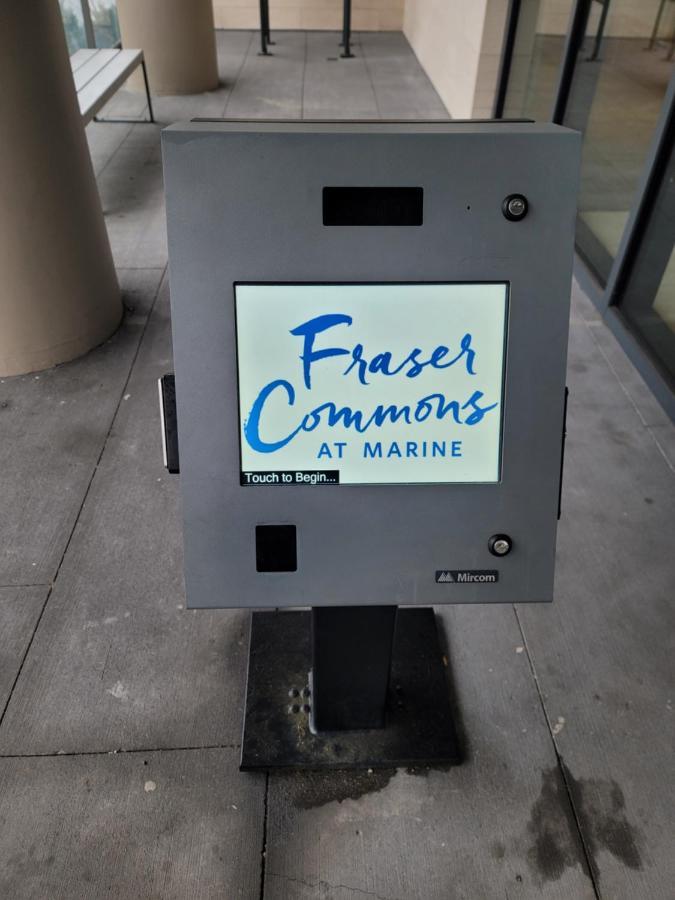 Fraser
Commons
AT MARINE
Touch to Begin...
Mircom